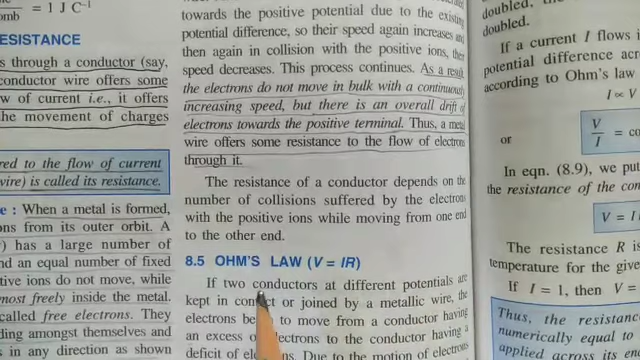 omb = 1 J C⁻¹
ESISTANCE
s through a conductor (say,
conductor wire offers some
w of current i.e., it offers
the movement of charges
red to the flow of current
wire) is called its resistance.
e : When a metal is formed,
ons from its outer orbit. A
) has a large number of
nd an equal number of fixed
tive ions do not move, while
most freely inside the metal.
called free electrons. They
ding amongst themselves and
s in any direction as shown
towards the positive potential due to the existing
potential difference, so their speed again increases and
then again in collision with the positive ions, their
speed decreases. This process continues. As a result
the electrons do not move in bulk with a continuously
increasing speed, but there is an overall drift of
electrons towards the positive terminal. Thus, a metal
wire offers some resistance to the flow of electrons
through it.
The resistance of a conductor depends on the
number of collisions suffered by the electrons
with the positive ions while moving from one end
to the other end.
8.5 OHM'S LAW (V = IR)
If two conductors at different potentials are
kept in con ct or joined by a metallic wire, the
electrons be to move from a conductor having
an excess o ectrons to the conductor having a
deficit of ele ns. Due to the motion of electrons
doubled, the
doubled.
If a current I flows i
potential difference acr
according to Ohm's law
I ∝ V
or
V/I = co
In eqn. (8.9), we put
the resistance of the co
V = I
The resistance R is
temperature for the give
If I = 1, then V =
Thus, the resistanc
numerically equal to
applied across its c